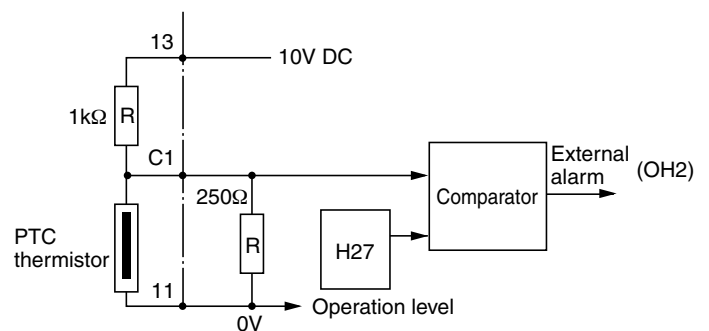 13
10V DC
1kΩ
R
C1
250Ω
R
PTC
thermistor
11
0V
H27
Operation level
Comparator
External
alarm
(OH2)